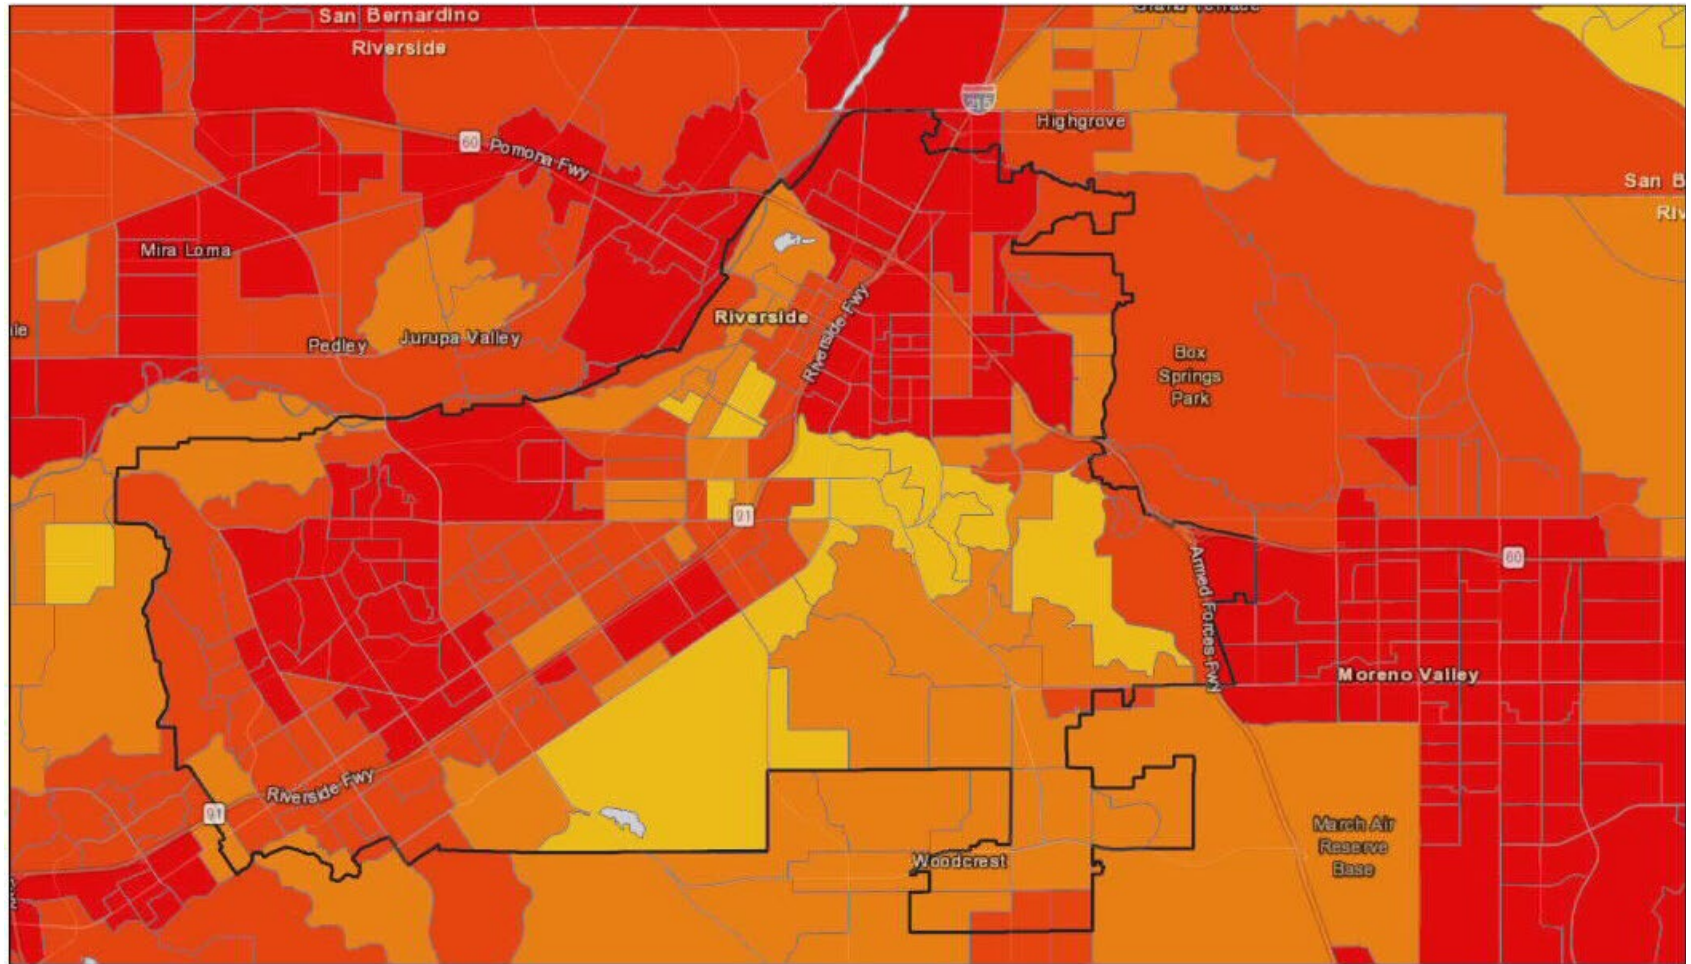 San Bernardino
Riverside
215
Highgrove
60
Pomona Fwy
San B
Riv
Mira Loma
Riverside
Riverside Fwy
Pedley
Jurupa Valley
Box
Springs
Park
91
60
Armed Forces Fwy
Moreno Valley
Riverside Fwy
91
March Air
Reserve
Base
Woodcrest